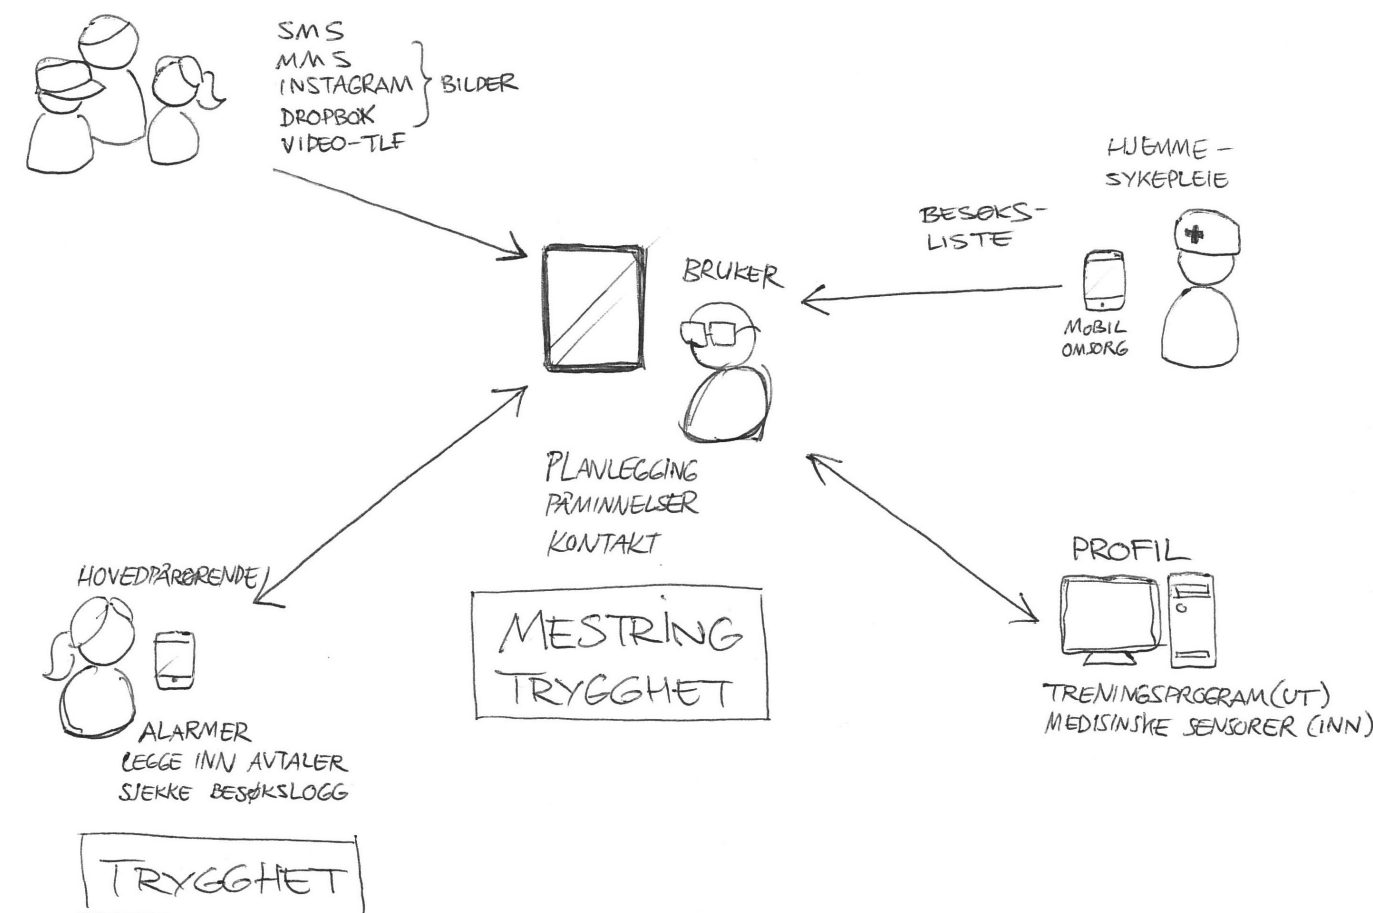 SMS
MMS
INSTAGRAM
DROPBOX
VIDEO-TLF
BILDER
HJEMME-
SYKEPLEIE
BESØKS-
LISTE
MOBIL
OMSORG
BRUKER
PLANLEGGING
PÅMINNELSER
KONTAKT
MESTRING
TRYGGHET
HOVEDPÅRØRENDE
ALARMER
LEGGE INN AVTALER
SJEKKE BESØKSLOGG
TRYGGHET
PROFIL
TRENINGSPROGRAM (UT)
MEDISINSKE SENSORER (INN)